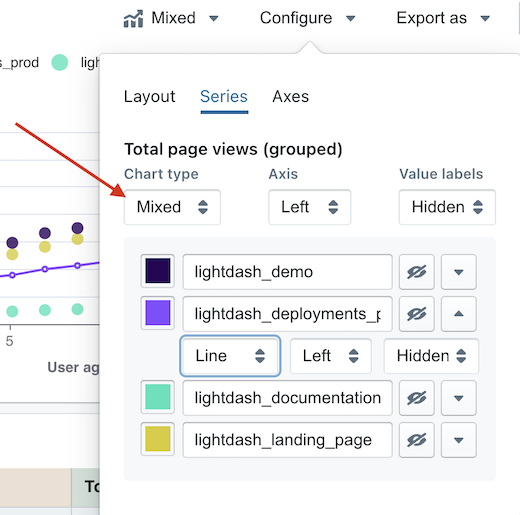 Mixed Configure Export as
s_prod ligh
Layout Series Axes
Total page views (grouped)
Chart type Axis Value labels
Mixed Left Hidden
lightdash_demo
lightdash_deployments_p
Line Left Hidden
lightdash_documentation
lightdash_landing_page
5
User ag
To